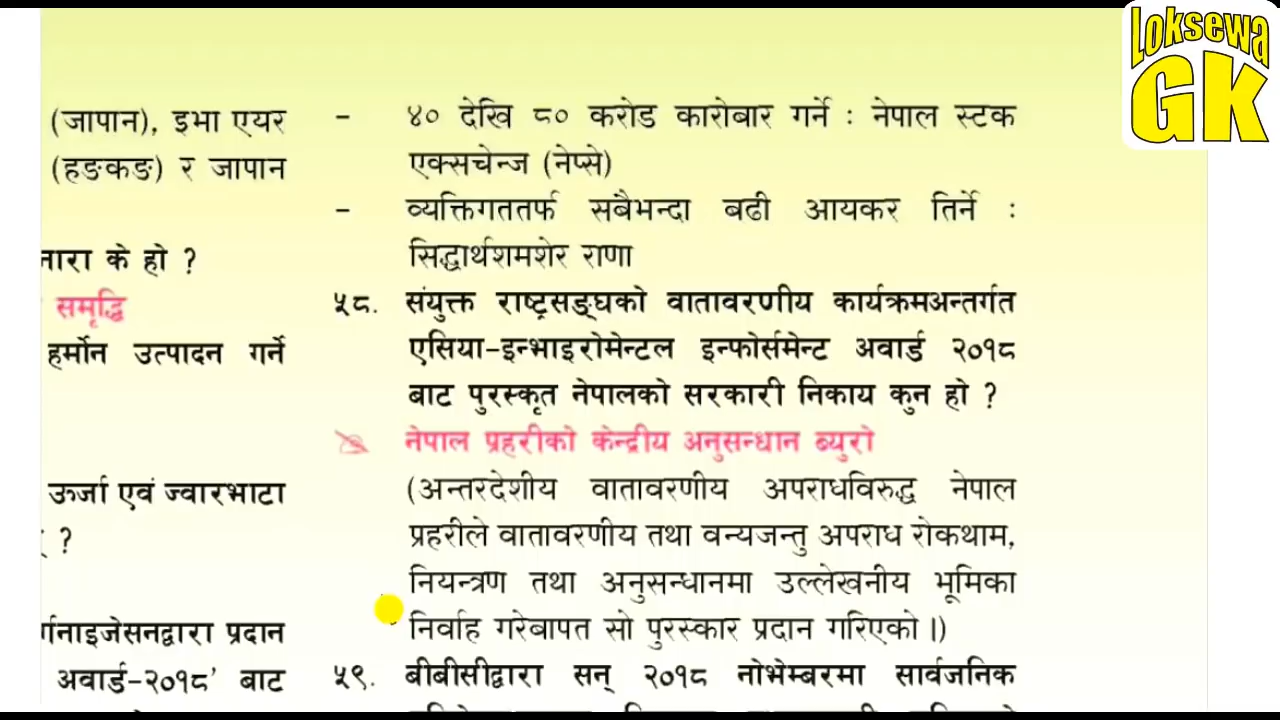 Loksewa
GK
(जापान), इभा एयर
(हङकङ) र जापान
नारा के हो ?
समृद्धि
हर्मोन उत्पादन गर्ने
ऊर्जा एवं ज्वारभाटा
?
र्गनाइजेसनद्वारा प्रदान
अवार्ड-२०१८' बाट
- ४० देखि ८० करोड कारोबार गर्ने : नेपाल स्टक
एक्सचेन्ज (नेप्से)
- व्यक्तिगततर्फ सबैभन्दा बढी आयकर तिर्ने :
सिद्धार्थशमशेर राणा
५८. संयुक्त राष्ट्रसङ्घको वातावरणीय कार्यक्रमअन्तर्गत
एसिया-इन्भाइरोमेन्टल इन्फोर्समेन्ट अवार्ड २०१८
बाट पुरस्कृत नेपालको सरकारी निकाय कुन हो ?
नेपाल प्रहरीको केन्द्रीय अनुसन्धान ब्युरो
(अन्तरदेशीय वातावरणीय अपराधविरुद्ध नेपाल
प्रहरीले वातावरणीय तथा वन्यजन्तु अपराध रोकथाम,
नियन्त्रण तथा अनुसन्धानमा उल्लेखनीय भूमिका
निर्वाह गरेबापत सो पुरस्कार प्रदान गरिएको ।)
५९. बीबीसीद्वारा सन् २०१८ नोभेम्बरमा सार्वजनिक